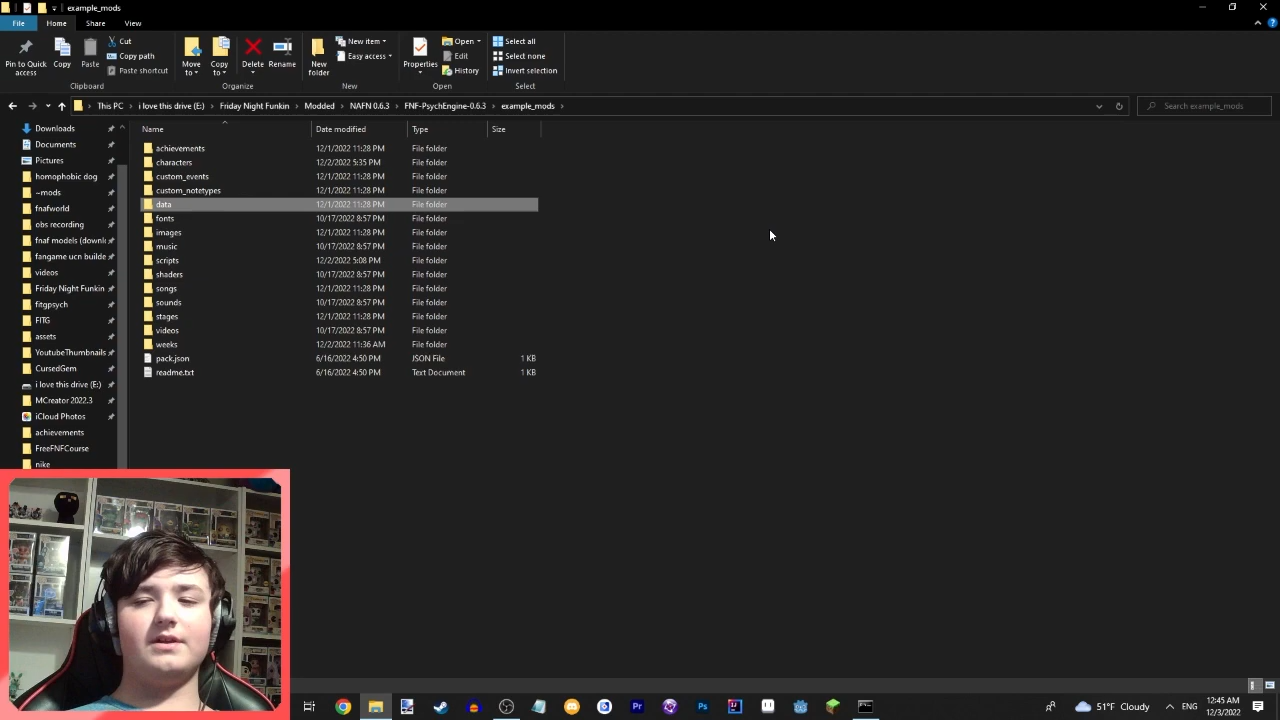 example_mods
File Home Share View
Pin to Quick access
Copy
Paste
Cut
Copy path
Paste shortcut
Clipboard
Move to
Copy to
Delete
Rename
Organize
New folder
New item
Easy access
New
Properties
Open
Edit
History
Open
Select all
Select none
Invert selection
Select
This PC > i love this drive (E:) > Friday Night Funkin > Modded > NAFN 0.6.3 > FNF-PsychEngine-0.6.3 > example_mods >
Search example_mods
Downloads
Documents
Pictures
homophobic dog
~mods
fnafworld
obs recording
fnaf models (downl
fangame ucn builde
videos
Friday Night Funkin
fitgpsych
FITG
assets
YoutubeThumbnails
CursedGem
i love this drive (E:)
MCreator 2022.3
iCloud Photos
achievements
FreeFNFCourse
nike
Name Date modified Type Size
achievements 12/1/2022 11:28 PM File folder
characters 12/2/2022 5:35 PM File folder
custom_events 12/1/2022 11:28 PM File folder
custom_notetypes 12/1/2022 11:28 PM File folder
data 12/1/2022 11:28 PM File folder
fonts 10/17/2022 8:57 PM File folder
images 12/1/2022 11:28 PM File folder
music 10/17/2022 8:57 PM File folder
scripts 12/2/2022 5:08 PM File folder
shaders 10/17/2022 8:57 PM File folder
songs 12/1/2022 11:28 PM File folder
sounds 10/17/2022 8:57 PM File folder
stages 12/1/2022 11:28 PM File folder
videos 10/17/2022 8:57 PM File folder
weeks 12/2/2022 11:36 AM File folder
pack.json 6/16/2022 4:50 PM JSON File 1 KB
readme.txt 6/16/2022 4:50 PM Text Document 1 KB
51°F Cloudy
ENG
12:45 AM
12/3/2022